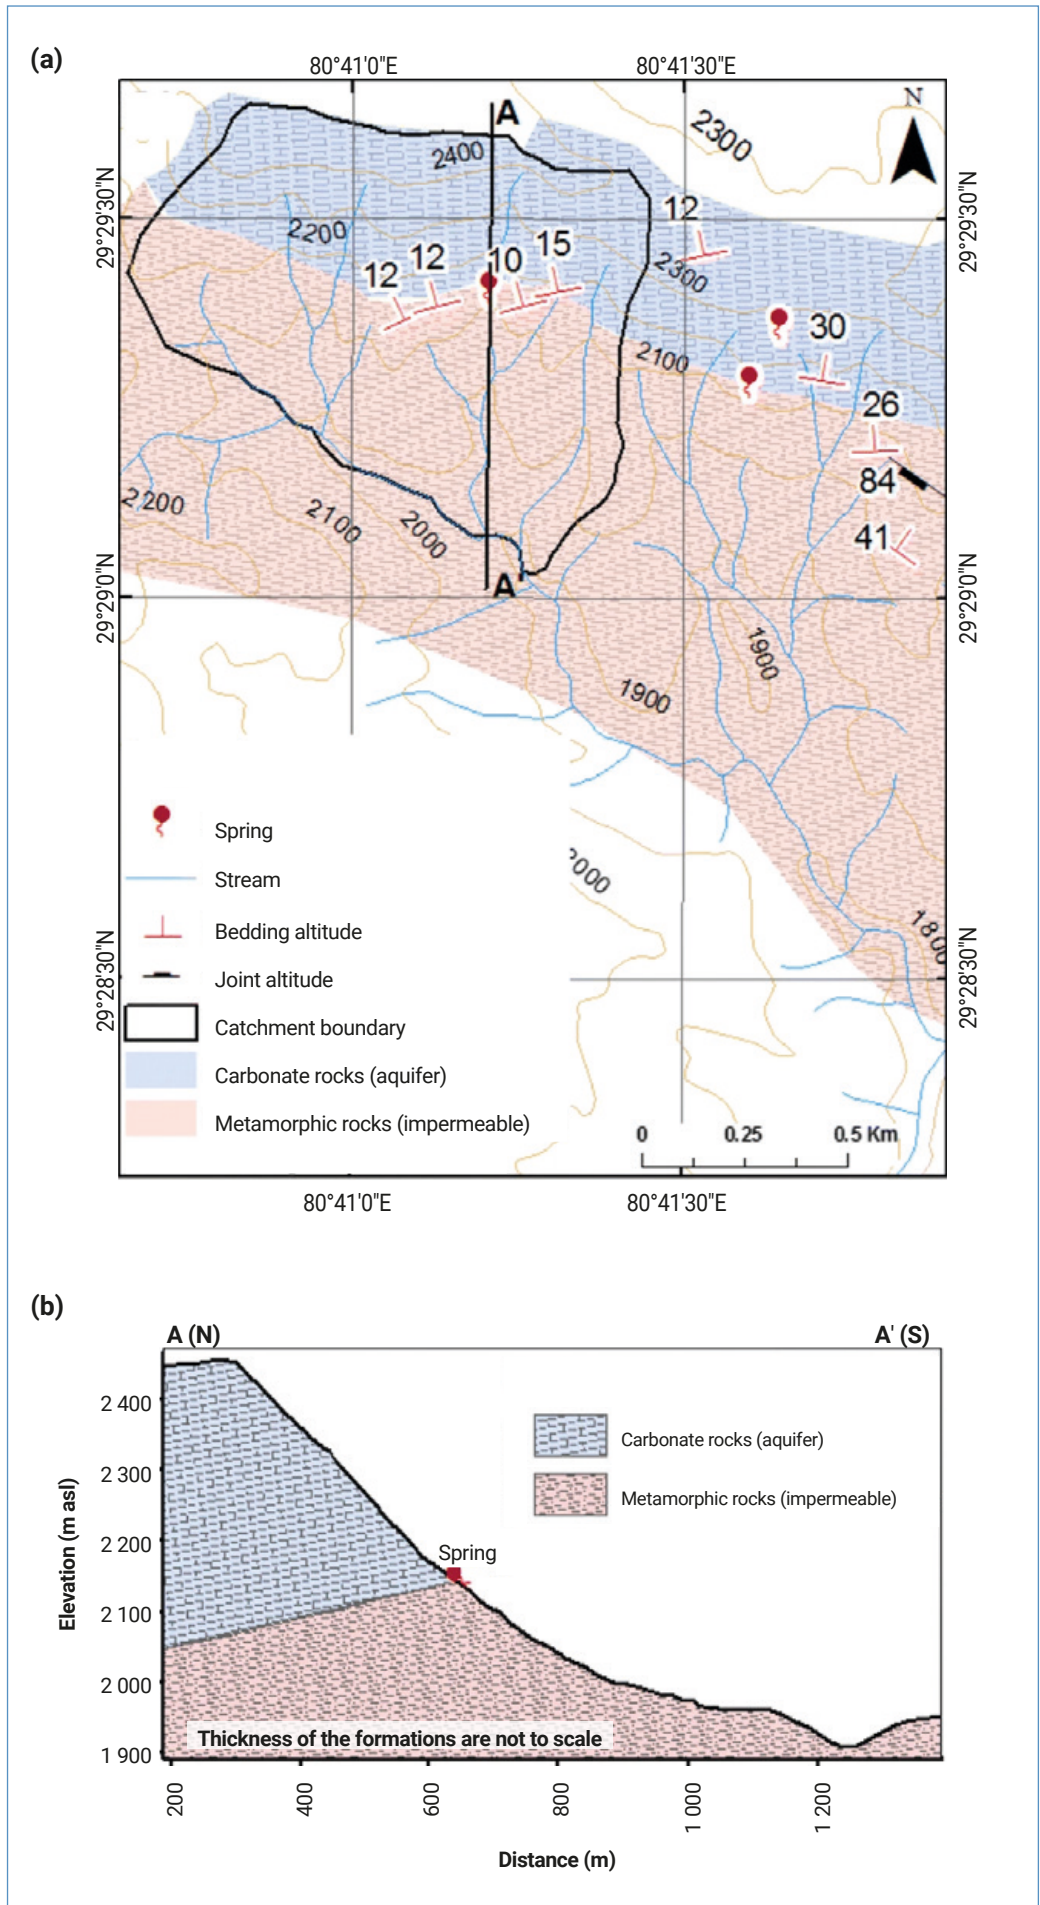 (a)
80°41'0"E
80°41'30"E
A
N
2300
2400
29°29'30"N
29°29'30"N
12
2200
15
12
12
10
2300
30
2100
26
84
2 200
2100
2000
41
A'
29°29'0"N
29°29'0"N
1900
1900
Spring
2000
Stream
Bedding altitude
1800
Joint altitude
29°28'30"N
29°28'30"N
Catchment boundary
Carbonate rocks (aquifer)
Metamorphic rocks (impermeable)
0
0.25
0.5 Km
80°41'0"E
80°41'30"E
(b)
A (N)
A' (S)
2 400
Carbonate rocks (aquifer)
2 300
Metamorphic rocks (impermeable)
2 200
Spring
Elevation (m asl)
2 100
2 000
Thickness of the formations are not to scale
1 900
200
400
600
800
1 000
1 200
Distance (m)